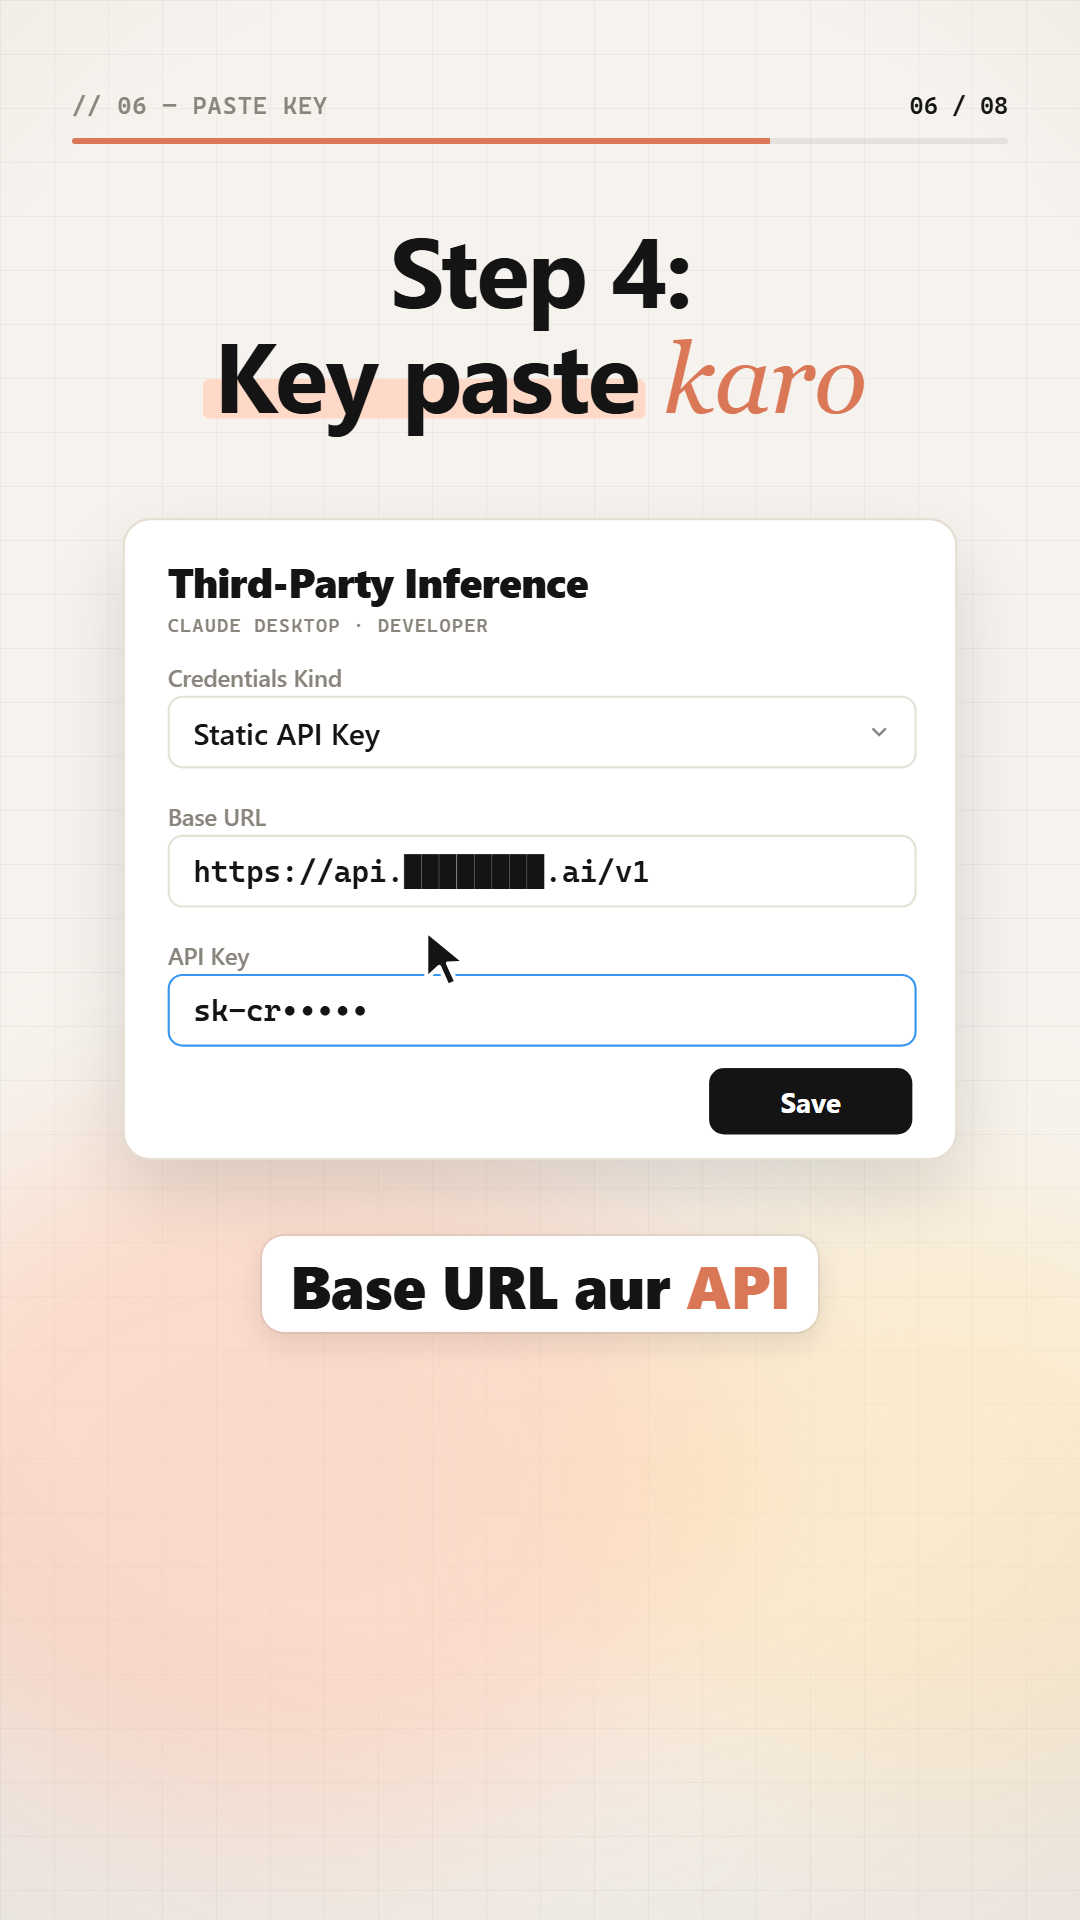 // 06 — PASTE KEY
06 / 08
Step 4:
Key paste karo
Third-Party Inference
CLAUDE DESKTOP · DEVELOPER
Credentials Kind
Static API Key
Base URL
https://api.████████.ai/v1
API Key
sk-cr•••••
Save
Base URL aur API